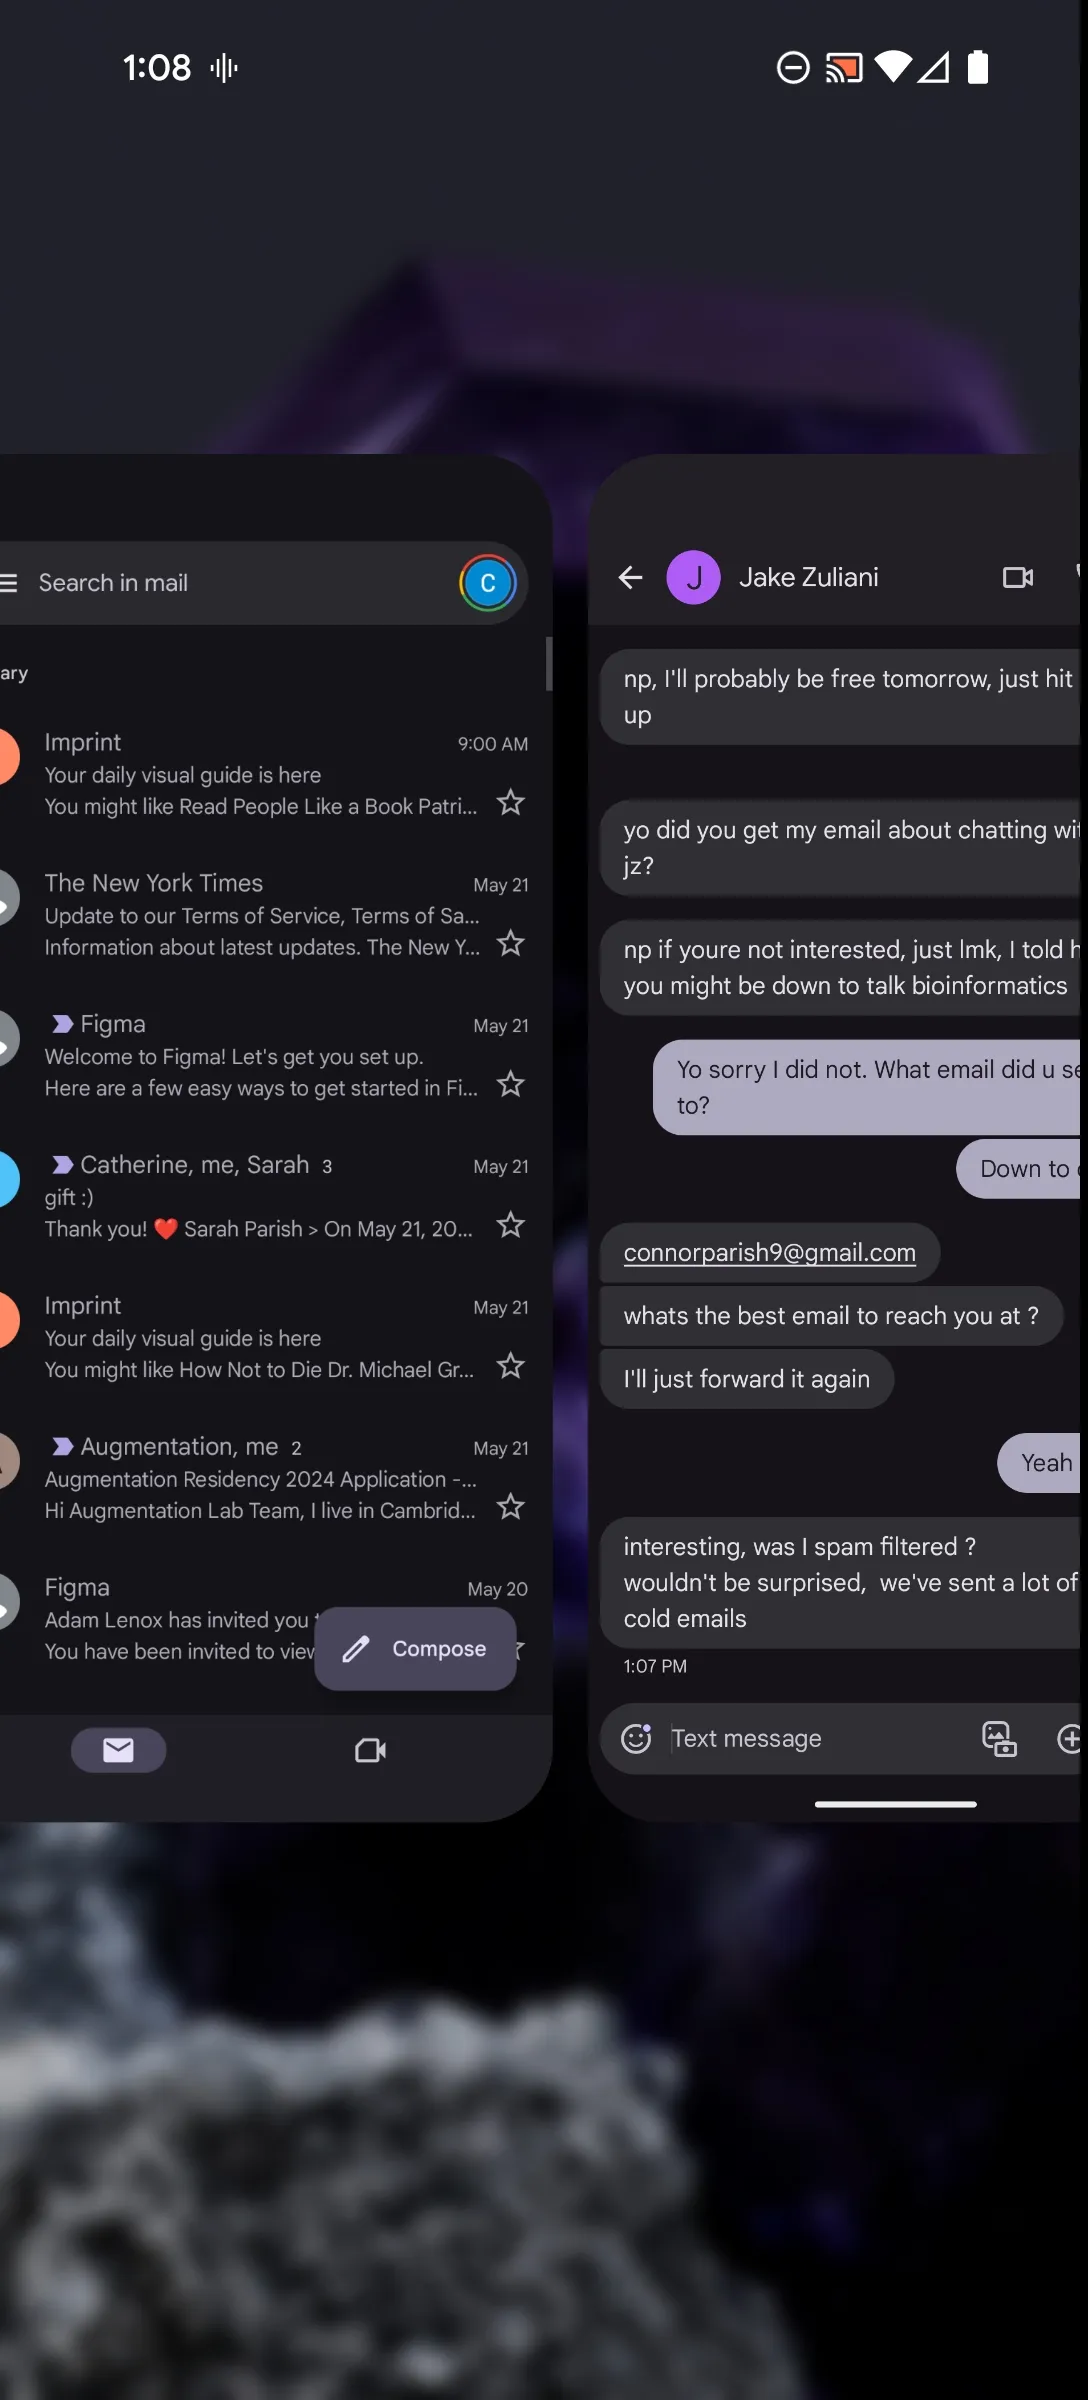 1:08
Search in mail
C
ary
Imprint
9:00 AM
Your daily visual guide is here
You might like Read People Like a Book Patri...
The New York Times
May 21
Update to our Terms of Service, Terms of Sa...
Information about latest updates. The New Y...
Figma
May 21
Welcome to Figma! Let's get you set up.
Here are a few easy ways to get started in Fi...
Catherine, me, Sarah 3
May 21
gift :)
Thank you! ❤️ Sarah Parish > On May 21, 20...
Imprint
May 21
Your daily visual guide is here
You might like How Not to Die Dr. Michael Gr...
Augmentation, me 2
May 21
Augmentation Residency 2024 Application -...
Hi Augmentation Lab Team, I live in Cambrid...
Figma
May 20
Adam Lenox has invited you
You have been invited to view
Compose
J
Jake Zuliani
np, I'll probably be free tomorrow, just hit
up
yo did you get my email about chatting wi
jz?
np if youre not interested, just lmk, I told
you might be down to talk bioinformatics
Yo sorry I did not. What email did u se
to?
Down to
connorparish9@gmail.com
whats the best email to reach you at ?
I'll just forward it again
Yeah
interesting, was I spam filtered ?
wouldn't be surprised, we've sent a lot of
cold emails
1:07 PM
Text message